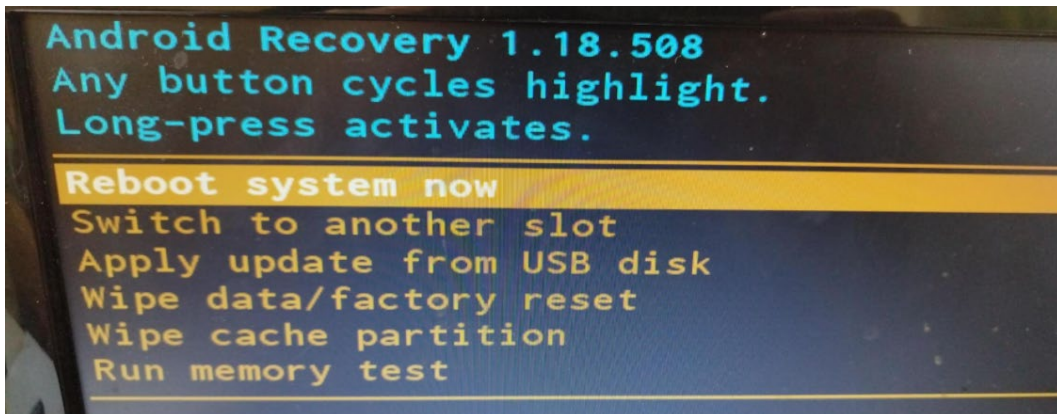 Android Recovery 1.18.508
Any button cycles highlight.
Long-press activates.
Reboot system now
Switch to another slot
Apply update from USB disk
Wipe data/factory reset
Wipe cache partition
Run memory test